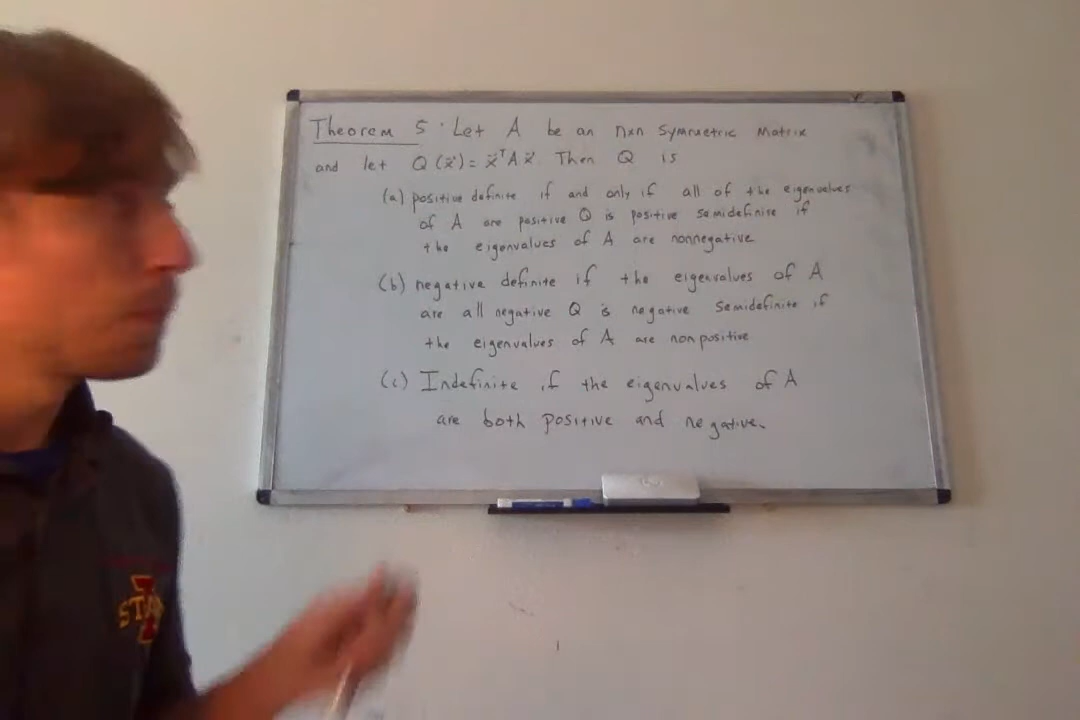 Theorem 5. Let A be an nxn symmetric matrix
and let Q(x⃗) = x⃗ᵀAx⃗ Then Q is
(a) positive definite if and only if all of the eigenvalues
of A are positive Q is positive semidefinite if
the eigenvalues of A are nonnegative
(b) negative definite if the eigenvalues of A
are all negative Q is negative semidefinite if
the eigenvalues of A are nonpositive
(c) Indefinite if the eigenvalues of A
are both positive and negative.